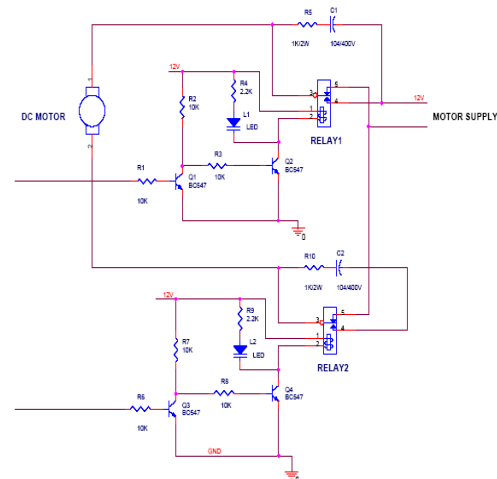 R5
C1
1K/2W
104/400V
12V
R4
2.2K
R2
10K
L1
LED
3
5
4
1
2
12V
MOTOR SUPPLY
RELAY1
1
DC MOTOR
2
R3
10K
Q2
BC547
R1
10K
Q1
BC547
0
R10
C2
1K/2W
104/400V
12V
R9
2.2K
R7
10K
L2
LED
3
5
4
1
2
RELAY2
R8
10K
Q4
BC547
R6
10K
Q3
BC547
GND